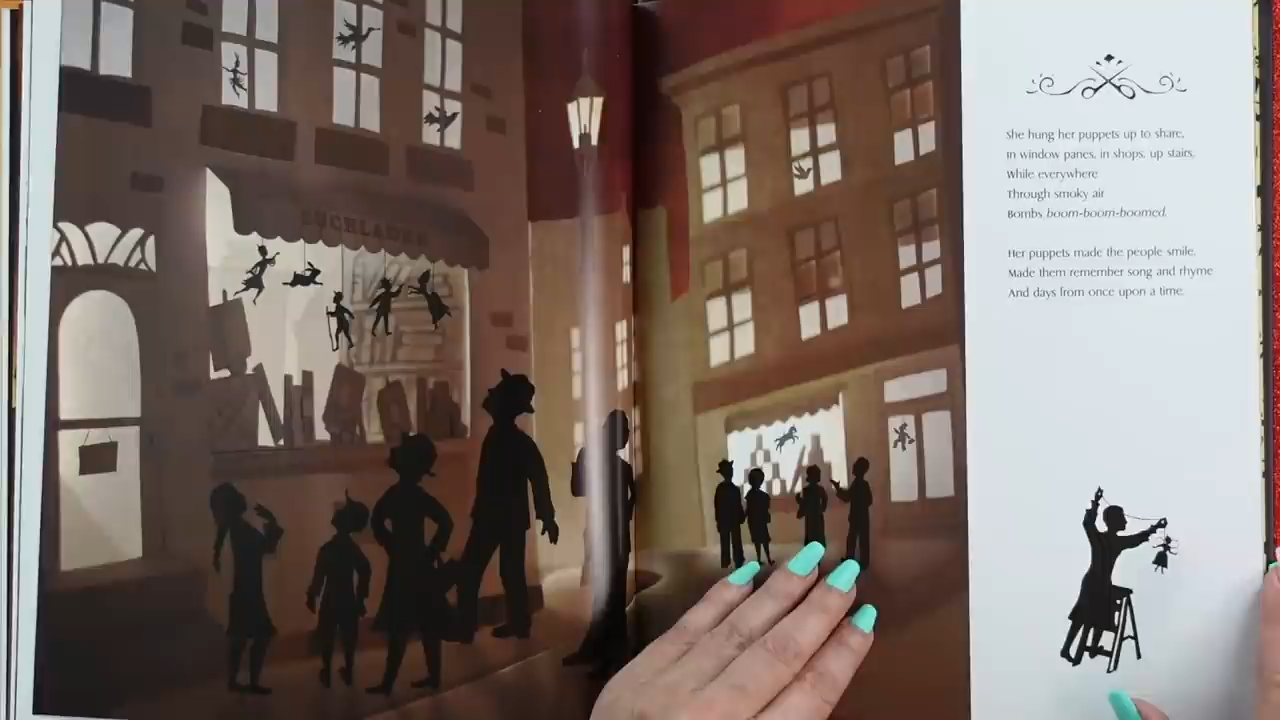 BUCHLADEN
She hung her puppets up to share,
In window panes, in shops, up stairs,
While everywhere
Through smoky air
Bombs boom-boom-boomed.
Her puppets made the people smile,
Made them remember song and rhyme
And days from once upon a time.